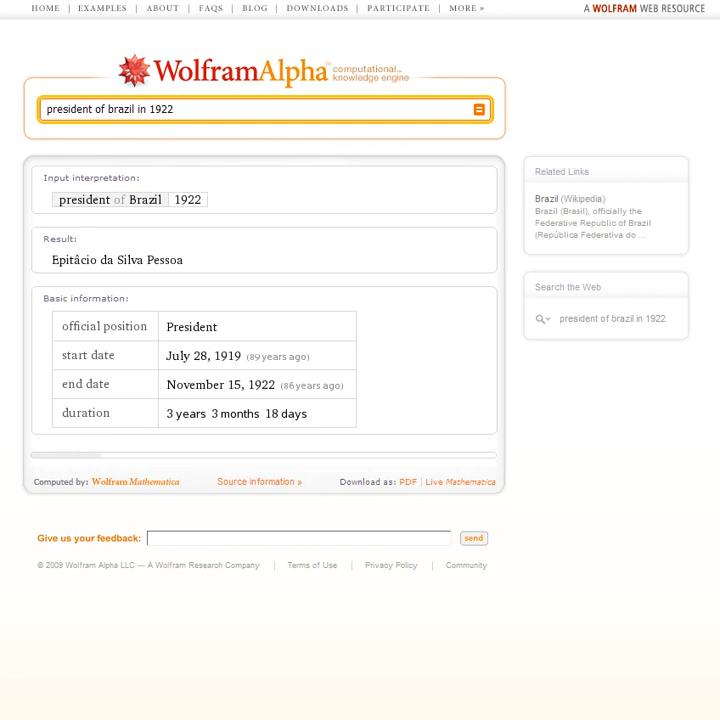 HOME | EXAMPLES | ABOUT | FAQS | BLOG | DOWNLOADS | PARTICIPATE | MORE » A WOLFRAM WEB RESOURCE
WolframAlpha™ computational... knowledge engine
president of brazil in 1922
Input interpretation:
president of Brazil 1922
Result:
Epitâcio da Silva Pessoa
Basic information:
official position President
start date July 28, 1919 (89 years ago)
end date November 15, 1922 (86 years ago)
duration 3 years 3 months 18 days
Computed by: Wolfram Mathematica Source information » Download as: PDF | Live Mathematica
Related Links
Brazil (Wikipedia)
Brazil (Brasil), officially the
Federative Republic of Brazil
(República Federativa do ...
Search the Web
president of brazil in 1922
Give us your feedback: send
© 2009 Wolfram Alpha LLC — A Wolfram Research Company | Terms of Use | Privacy Policy | Community